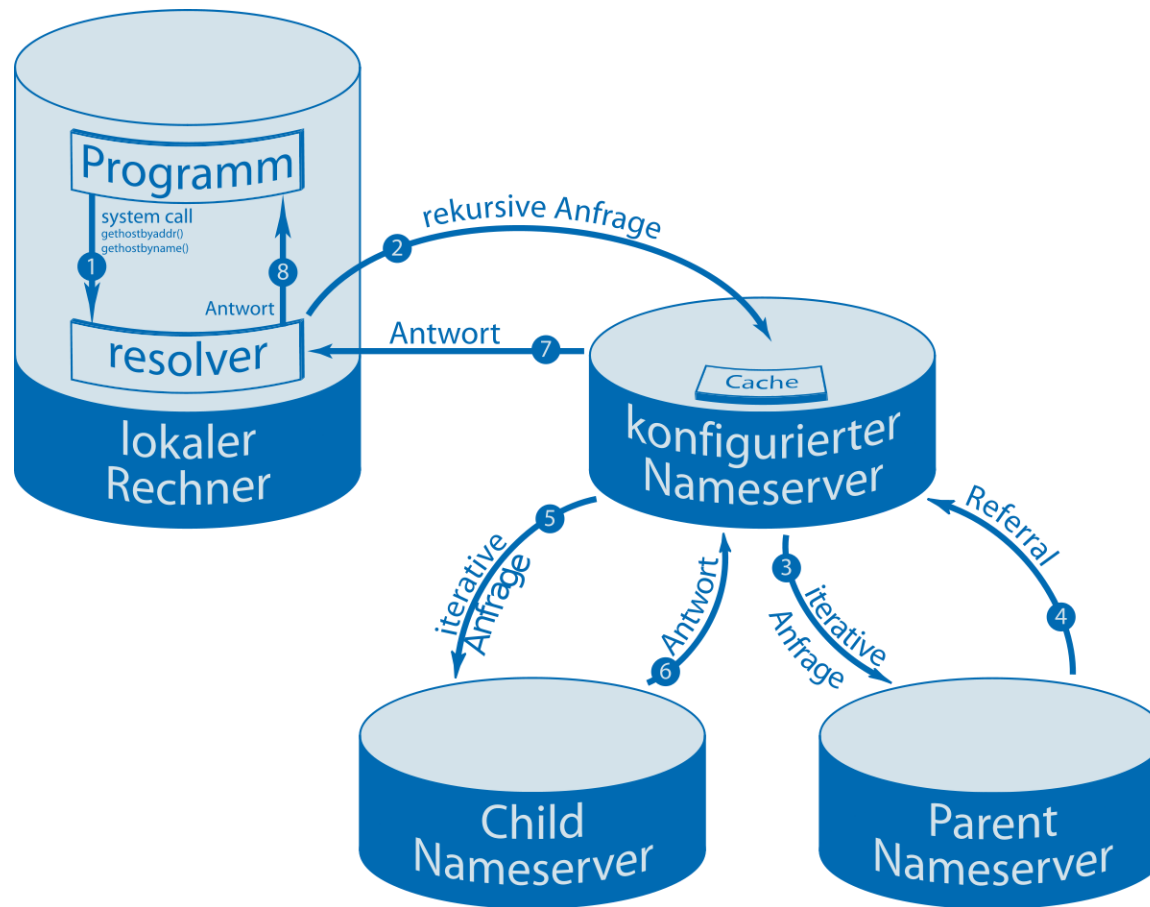 Programm
system call
gethostbyaddr()
gethostbyname()
1
8
Antwort
resolver
lokaler
Rechner
2
rekursive Anfrage
Antwort
7
Cache
konfigurierter
Nameserver
5
iterative
Anfrage
6
Antwort
3
iterative
Anfrage
Referral
4
Child
Nameserver
Parent
Nameserver